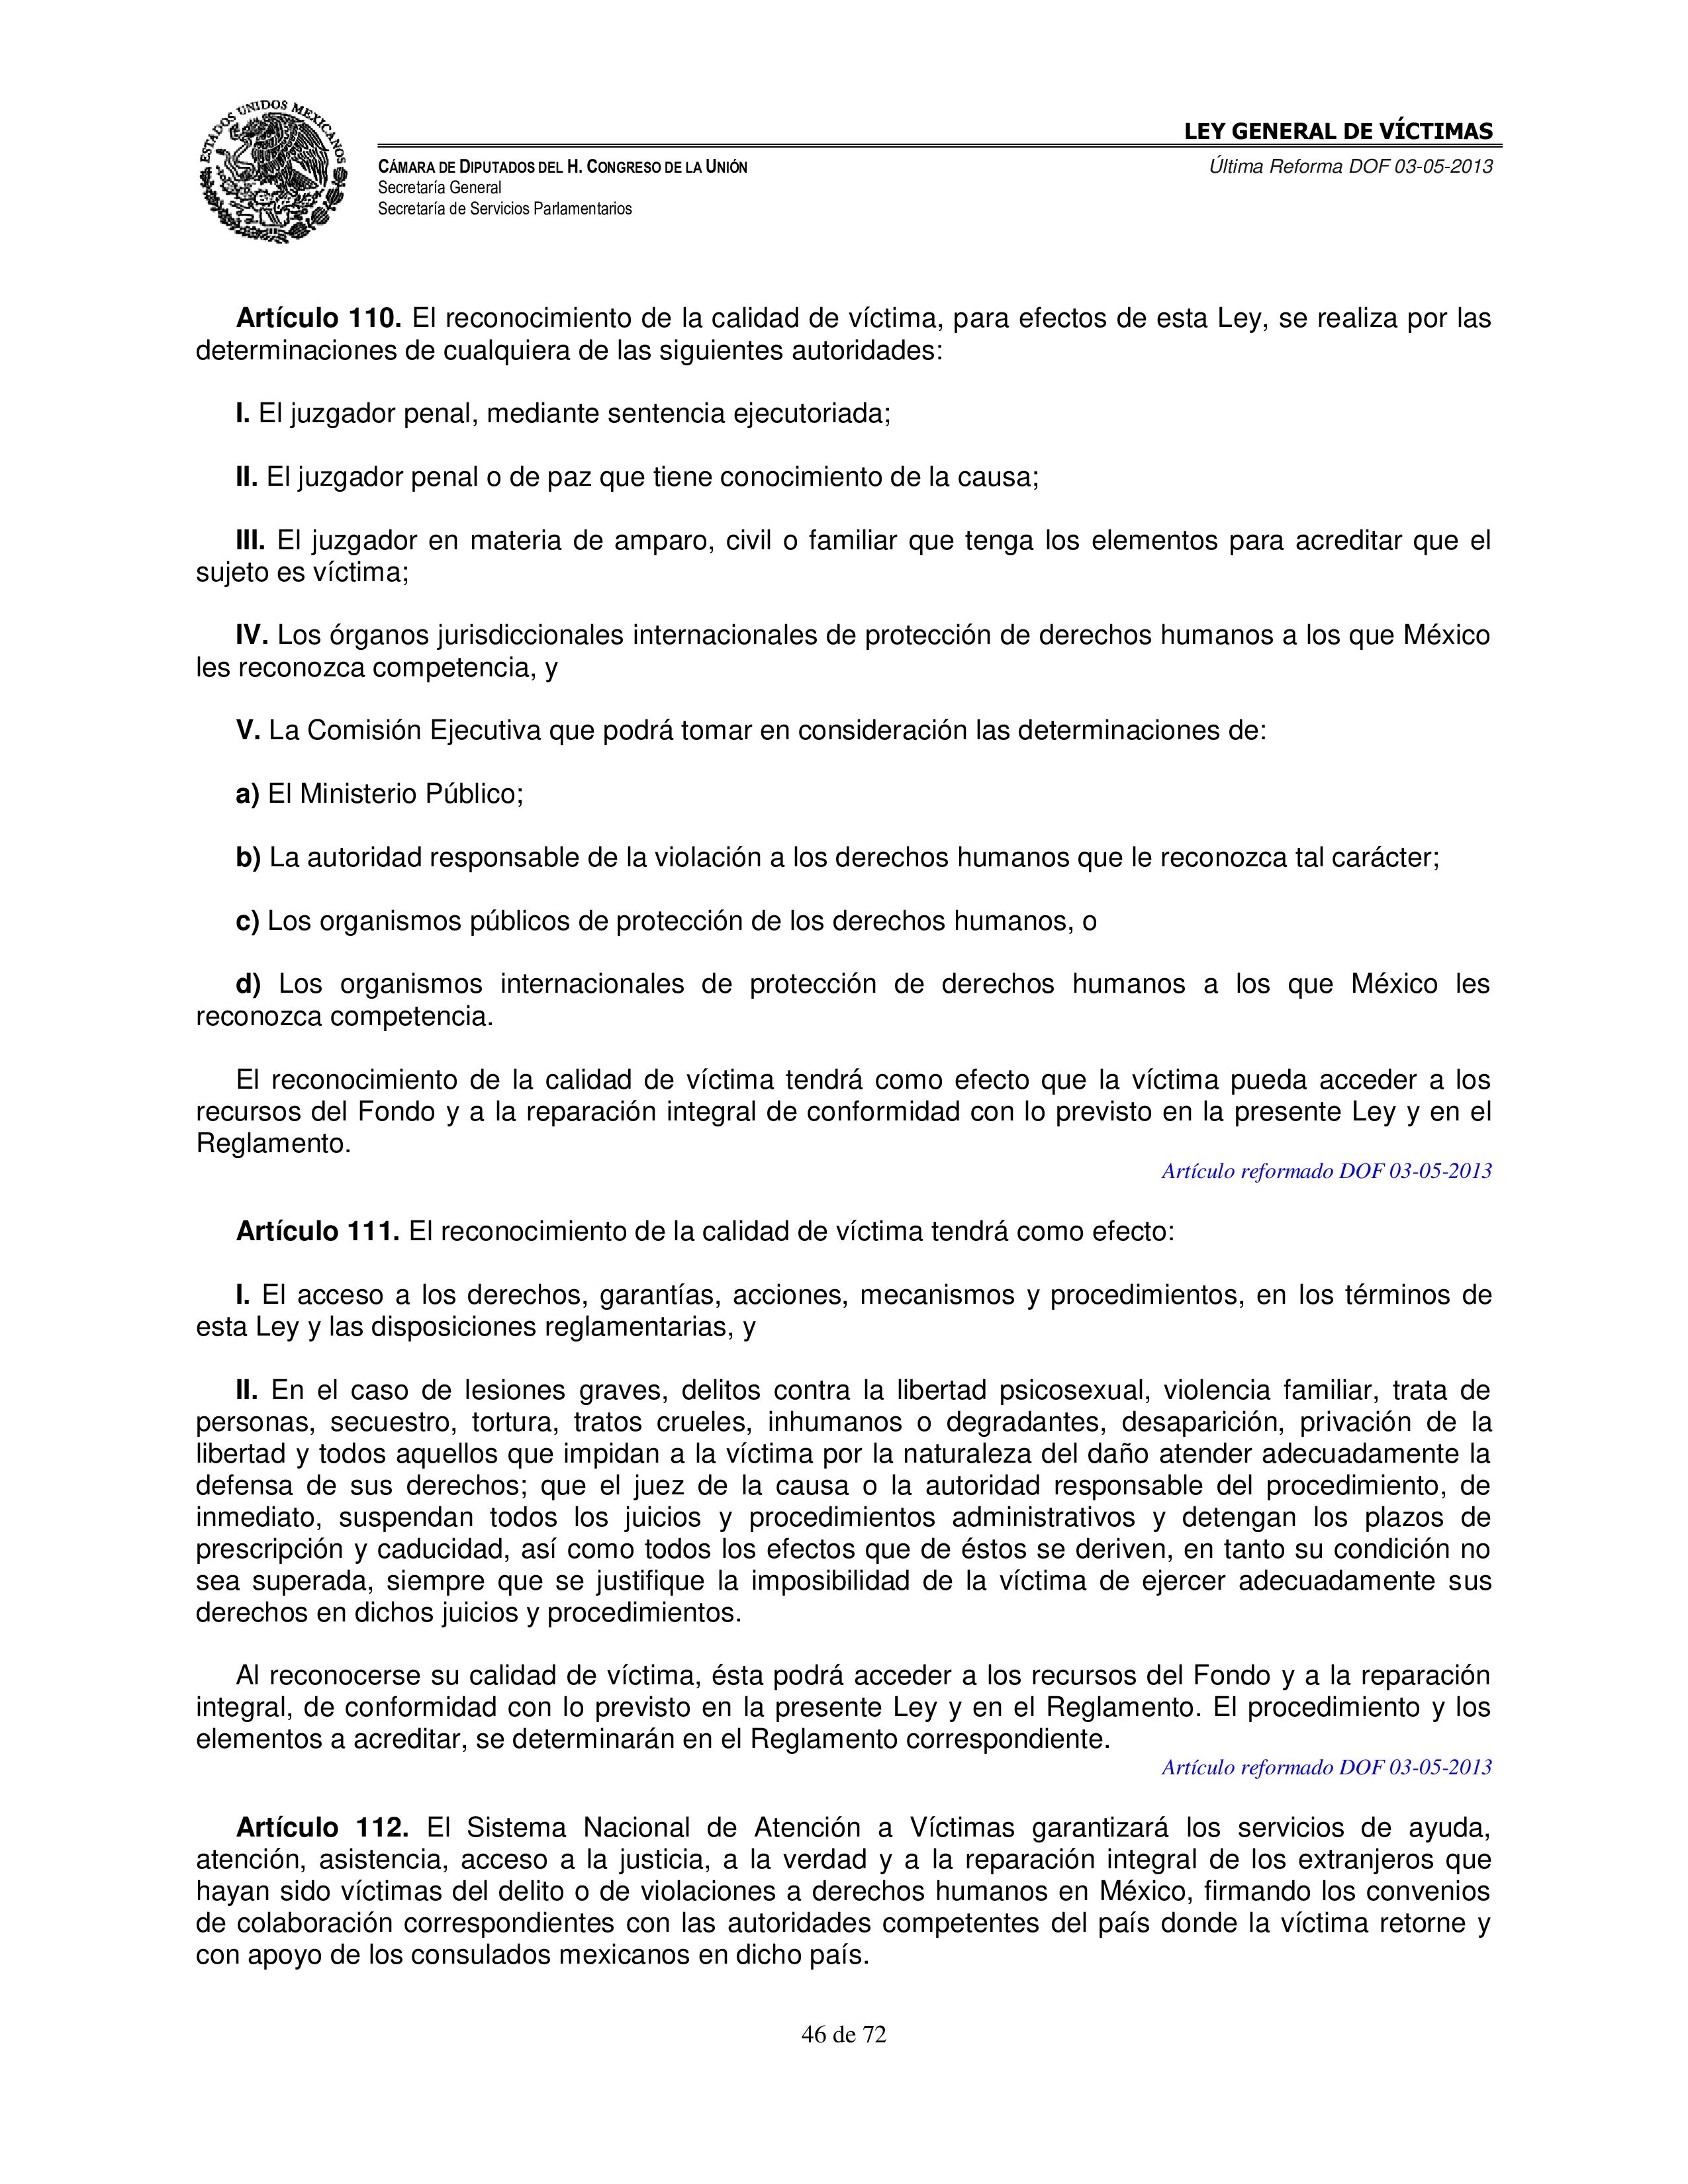 ESTADOS UNIDOS MEXICANOS
LEY GENERAL DE VÍCTIMAS
CÁMARA DE DIPUTADOS DEL H. CONGRESO DE LA UNIÓN
Última Reforma DOF 03-05-2013
Secretaría General
Secretaría de Servicios Parlamentarios
Artículo 110. El reconocimiento de la calidad de víctima, para efectos de esta Ley, se realiza por las
determinaciones de cualquiera de las siguientes autoridades:
I. El juzgador penal, mediante sentencia ejecutoriada;
II. El juzgador penal o de paz que tiene conocimiento de la causa;
III. El juzgador en materia de amparo, civil o familiar que tenga los elementos para acreditar que el
sujeto es víctima;
IV. Los órganos jurisdiccionales internacionales de protección de derechos humanos a los que México
les reconozca competencia, y
V. La Comisión Ejecutiva que podrá tomar en consideración las determinaciones de:
a) El Ministerio Público;
b) La autoridad responsable de la violación a los derechos humanos que le reconozca tal carácter;
c) Los organismos públicos de protección de los derechos humanos, o
d) Los organismos internacionales de protección de derechos humanos a los que México les
reconozca competencia.
El reconocimiento de la calidad de víctima tendrá como efecto que la víctima pueda acceder a los
recursos del Fondo y a la reparación integral de conformidad con lo previsto en la presente Ley y en el
Reglamento.
Artículo reformado DOF 03-05-2013
Artículo 111. El reconocimiento de la calidad de víctima tendrá como efecto:
I. El acceso a los derechos, garantías, acciones, mecanismos y procedimientos, en los términos de
esta Ley y las disposiciones reglamentarias, y
II. En el caso de lesiones graves, delitos contra la libertad psicosexual, violencia familiar, trata de
personas, secuestro, tortura, tratos crueles, inhumanos o degradantes, desaparición, privación de la
libertad y todos aquellos que impidan a la víctima por la naturaleza del daño atender adecuadamente la
defensa de sus derechos; que el juez de la causa o la autoridad responsable del procedimiento, de
inmediato, suspendan todos los juicios y procedimientos administrativos y detengan los plazos de
prescripción y caducidad, así como todos los efectos que de éstos se deriven, en tanto su condición no
sea superada, siempre que se justifique la imposibilidad de la víctima de ejercer adecuadamente sus
derechos en dichos juicios y procedimientos.
Al reconocerse su calidad de víctima, ésta podrá acceder a los recursos del Fondo y a la reparación
integral, de conformidad con lo previsto en la presente Ley y en el Reglamento. El procedimiento y los
elementos a acreditar, se determinarán en el Reglamento correspondiente.
Artículo reformado DOF 03-05-2013
Artículo 112. El Sistema Nacional de Atención a Víctimas garantizará los servicios de ayuda,
atención, asistencia, acceso a la justicia, a la verdad y a la reparación integral de los extranjeros que
hayan sido víctimas del delito o de violaciones a derechos humanos en México, firmando los convenios
de colaboración correspondientes con las autoridades competentes del país donde la víctima retorne y
con apoyo de los consulados mexicanos en dicho país.
46 de 72